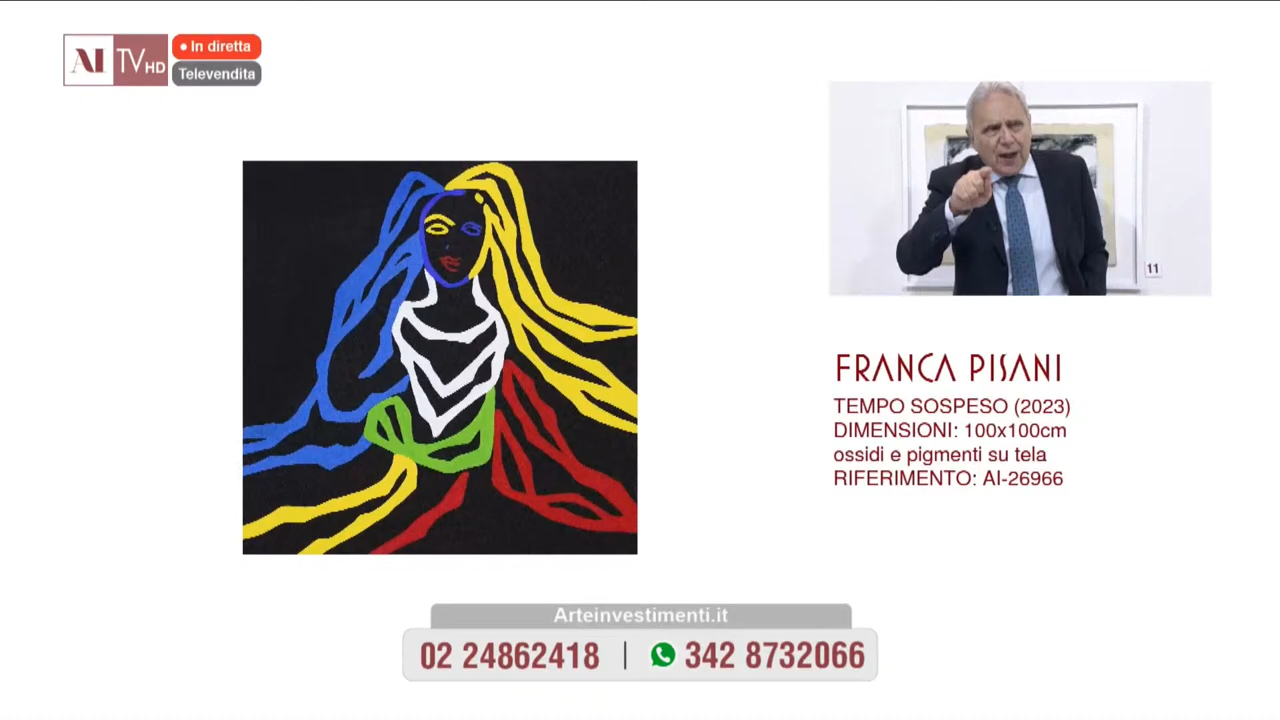 AI TV HD
• In diretta
Televendita
11
FRANCA PISANI
TEMPO SOSPESO (2023)
DIMENSIONI: 100x100cm
ossidi e pigmenti su tela
RIFERIMENTO: AI-26966
Arteinvestimenti.it
02 24862418 | 342 8732066